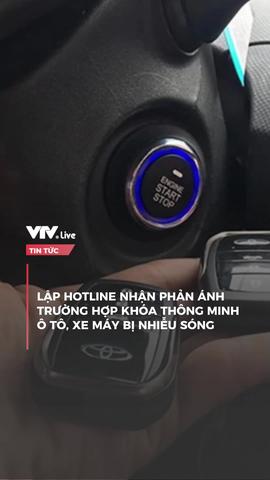 ENGINE
START
STOP
VTV Live
TIN TỨC
LẬP HOTLINE NHẬN PHẢN ÁNH
TRƯỜNG HỢP KHÓA THÔNG MINH
Ô TÔ, XE MÁY BỊ NHIỄU SÓNG